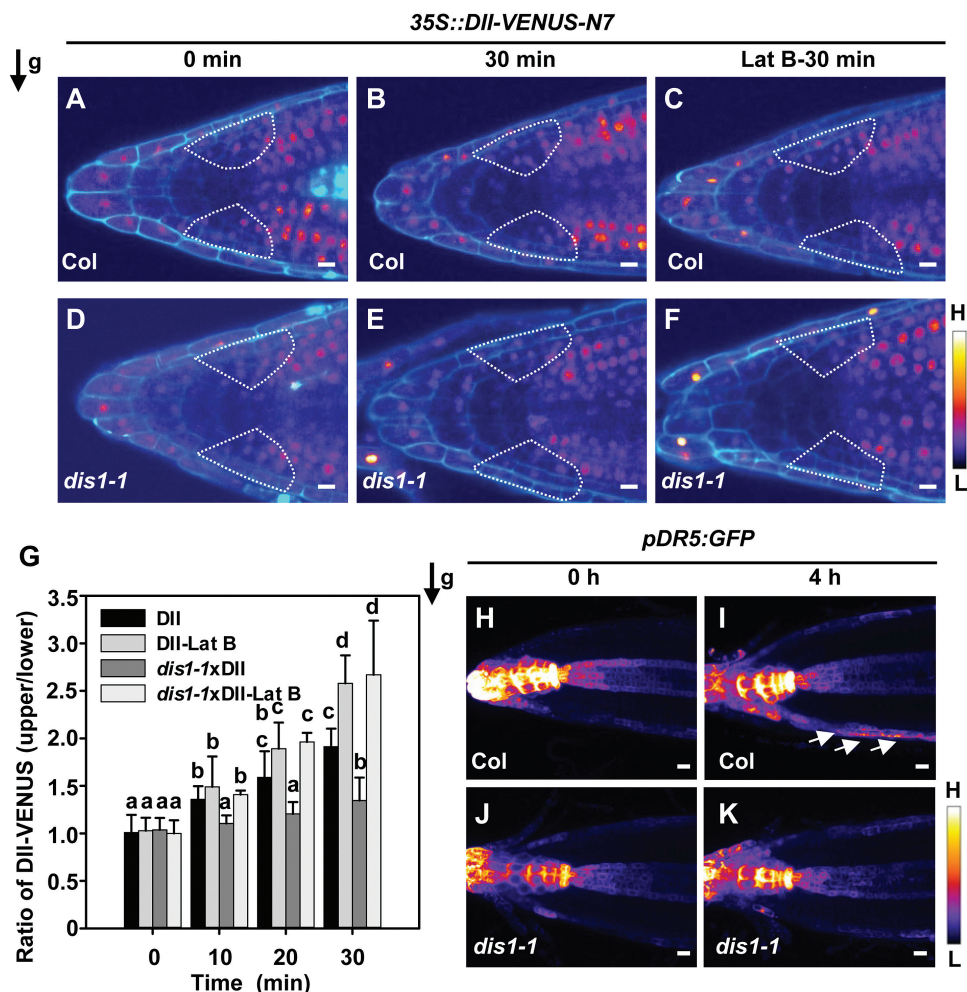 35S::DII-VENUS-N7
g
0 min
30 min
Lat B-30 min
A
B
C
Col
Col
Col
D
E
F
H
L
dis1-1
dis1-1
dis1-1
G
pDR5:GFP
g
0 h
4 h
Ratio of DII-VENUS (upper/lower)
3.5
3.0
2.5
2.0
1.5
1.0
0.5
0
DII
DII-Lat B
dis1-1xDII
dis1-1xDII-Lat B
a a a a
b b a b
b c c a c
c d b d
0 10 20 30
Time (min)
H
I
Col
Col
J
K
H
L
dis1-1
dis1-1